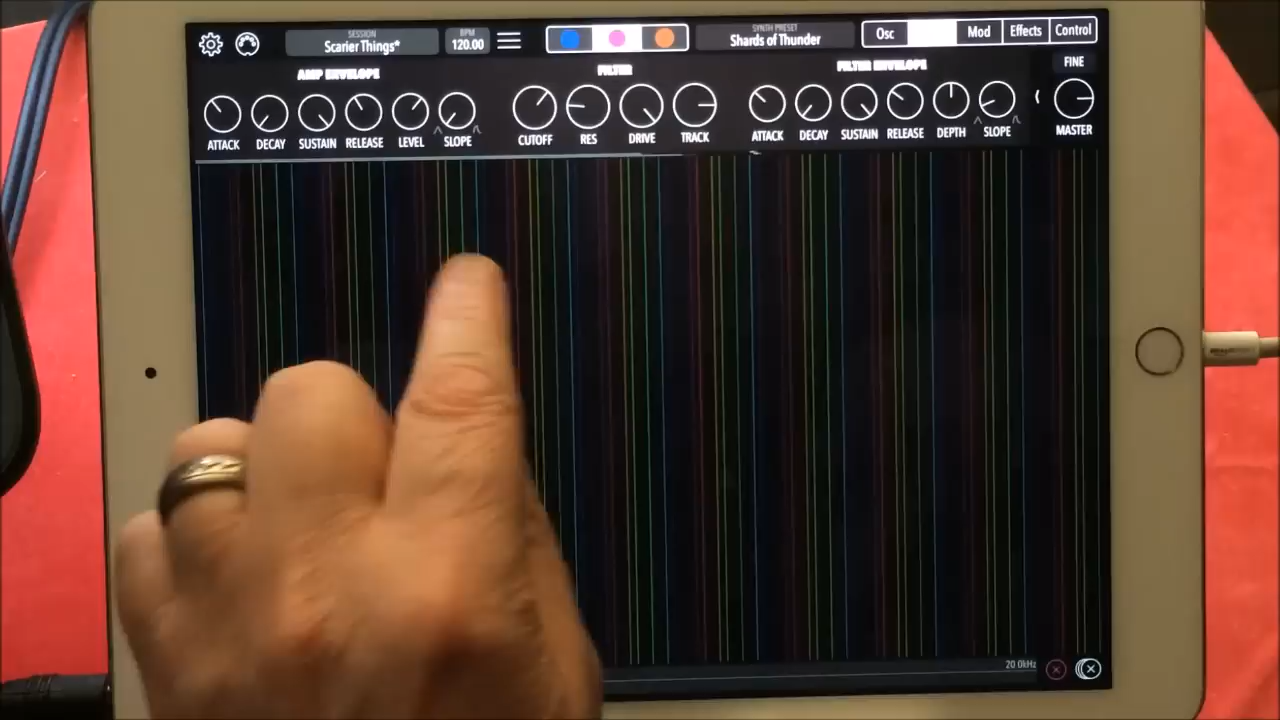 SESSION
Scarier Things*
BPM
120.00
SYNTH PRESET
Shards of Thunder
Osc
Mod
Effects
Control
AMP ENVELOPE
FILTER
FILTER ENVELOPE
FINE
ATTACK
DECAY
SUSTAIN
RELEASE
LEVEL
SLOPE
CUTOFF
RES
DRIVE
TRACK
ATTACK
DECAY
SUSTAIN
RELEASE
DEPTH
SLOPE
MASTER
20.0kHz